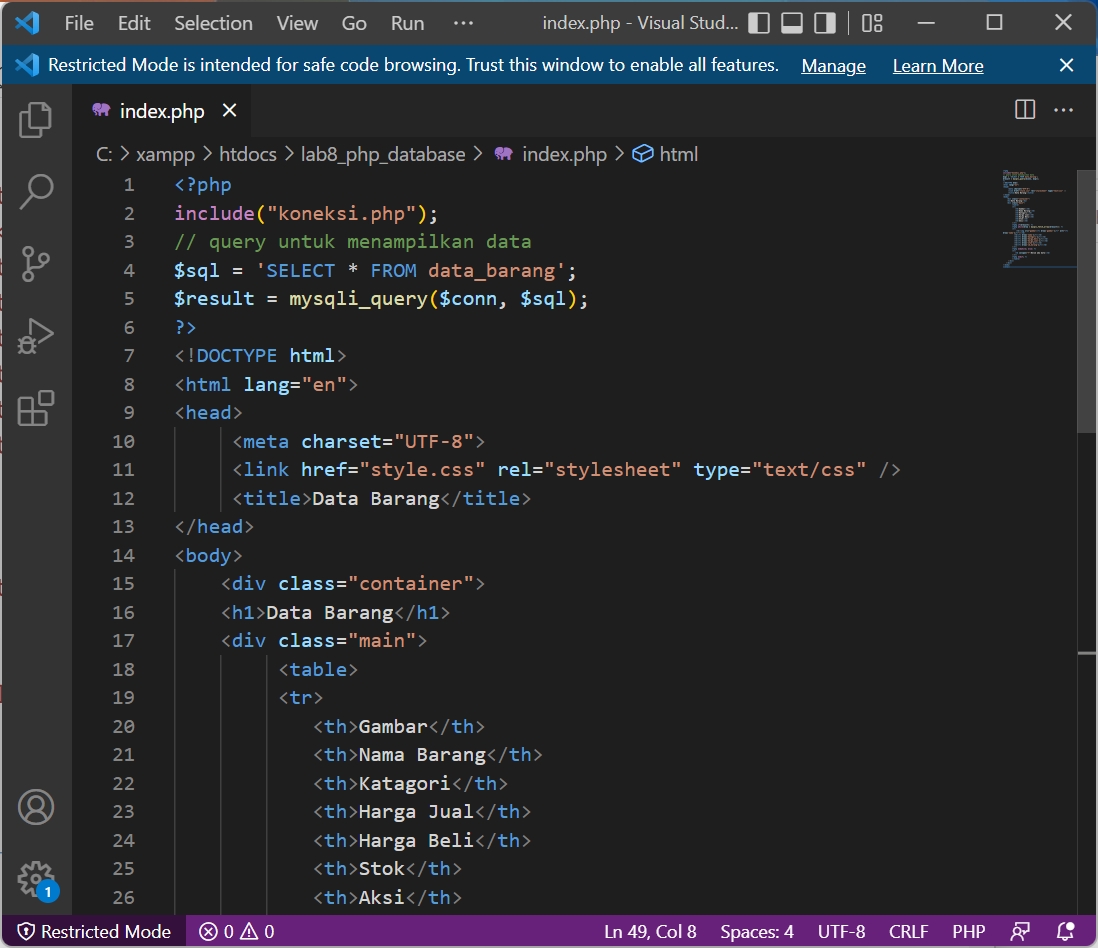 File Edit Selection View Go Run ··· index.php - Visual Stud...
Restricted Mode is intended for safe code browsing. Trust this window to enable all features. Manage Learn More
index.php
C: > xampp > htdocs > lab8_php_database > index.php > html
1 <?php
2 include("koneksi.php");
3 // query untuk menampilkan data
4 $sql = 'SELECT * FROM data_barang';
5 $result = mysqli_query($conn, $sql);
6 ?>
7 <!DOCTYPE html>
8 <html lang="en">
9 <head>
10 <meta charset="UTF-8">
11 <link href="style.css" rel="stylesheet" type="text/css" />
12 <title>Data Barang</title>
13 </head>
14 <body>
15 <div class="container">
16 <h1>Data Barang</h1>
17 <div class="main">
18 <table>
19 <tr>
20 <th>Gambar</th>
21 <th>Nama Barang</th>
22 <th>Katagori</th>
23 <th>Harga Jual</th>
24 <th>Harga Beli</th>
25 <th>Stok</th>
26 <th>Aksi</th>
1
Restricted Mode 0 0 Ln 49, Col 8 Spaces: 4 UTF-8 CRLF PHP